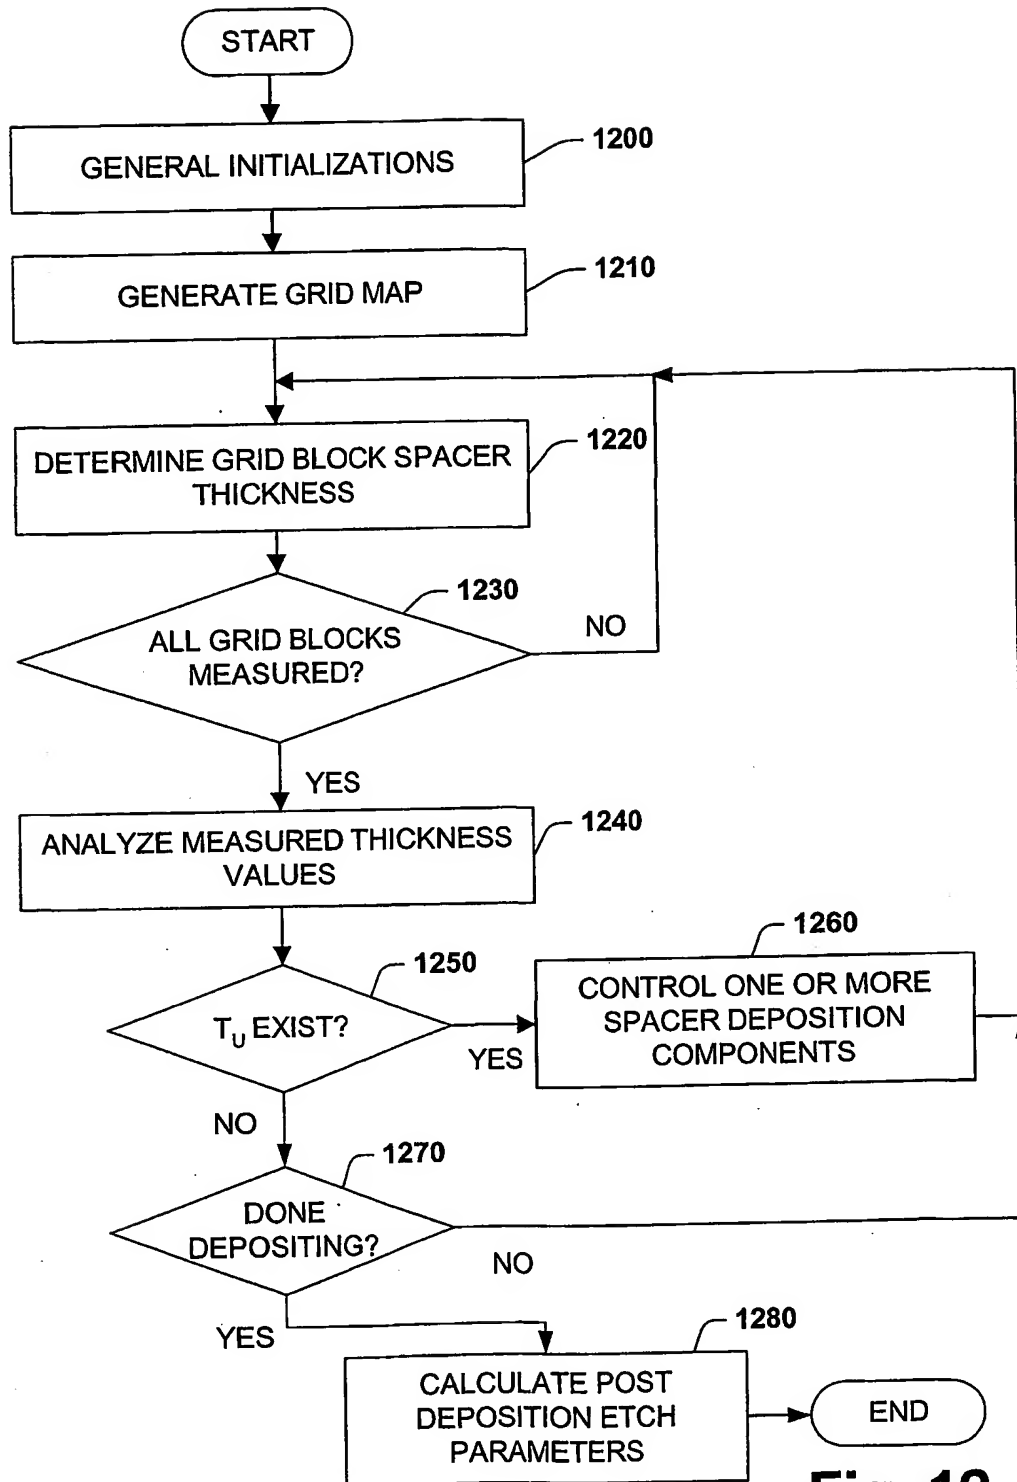 START
GENERAL INITIALIZATIONS
1200
GENERATE GRID MAP
1210
DETERMINE GRID BLOCK SPACER
THICKNESS
1220
ALL GRID BLOCKS
MEASURED?
1230
NO
YES
ANALYZE MEASURED THICKNESS
VALUES
1240
TU EXIST?
1250
YES
CONTROL ONE OR MORE
SPACER DEPOSITION
COMPONENTS
1260
NO
DONE
DEPOSITING?
1270
NO
YES
CALCULATE POST
DEPOSITION ETCH
PARAMETERS
1280
END